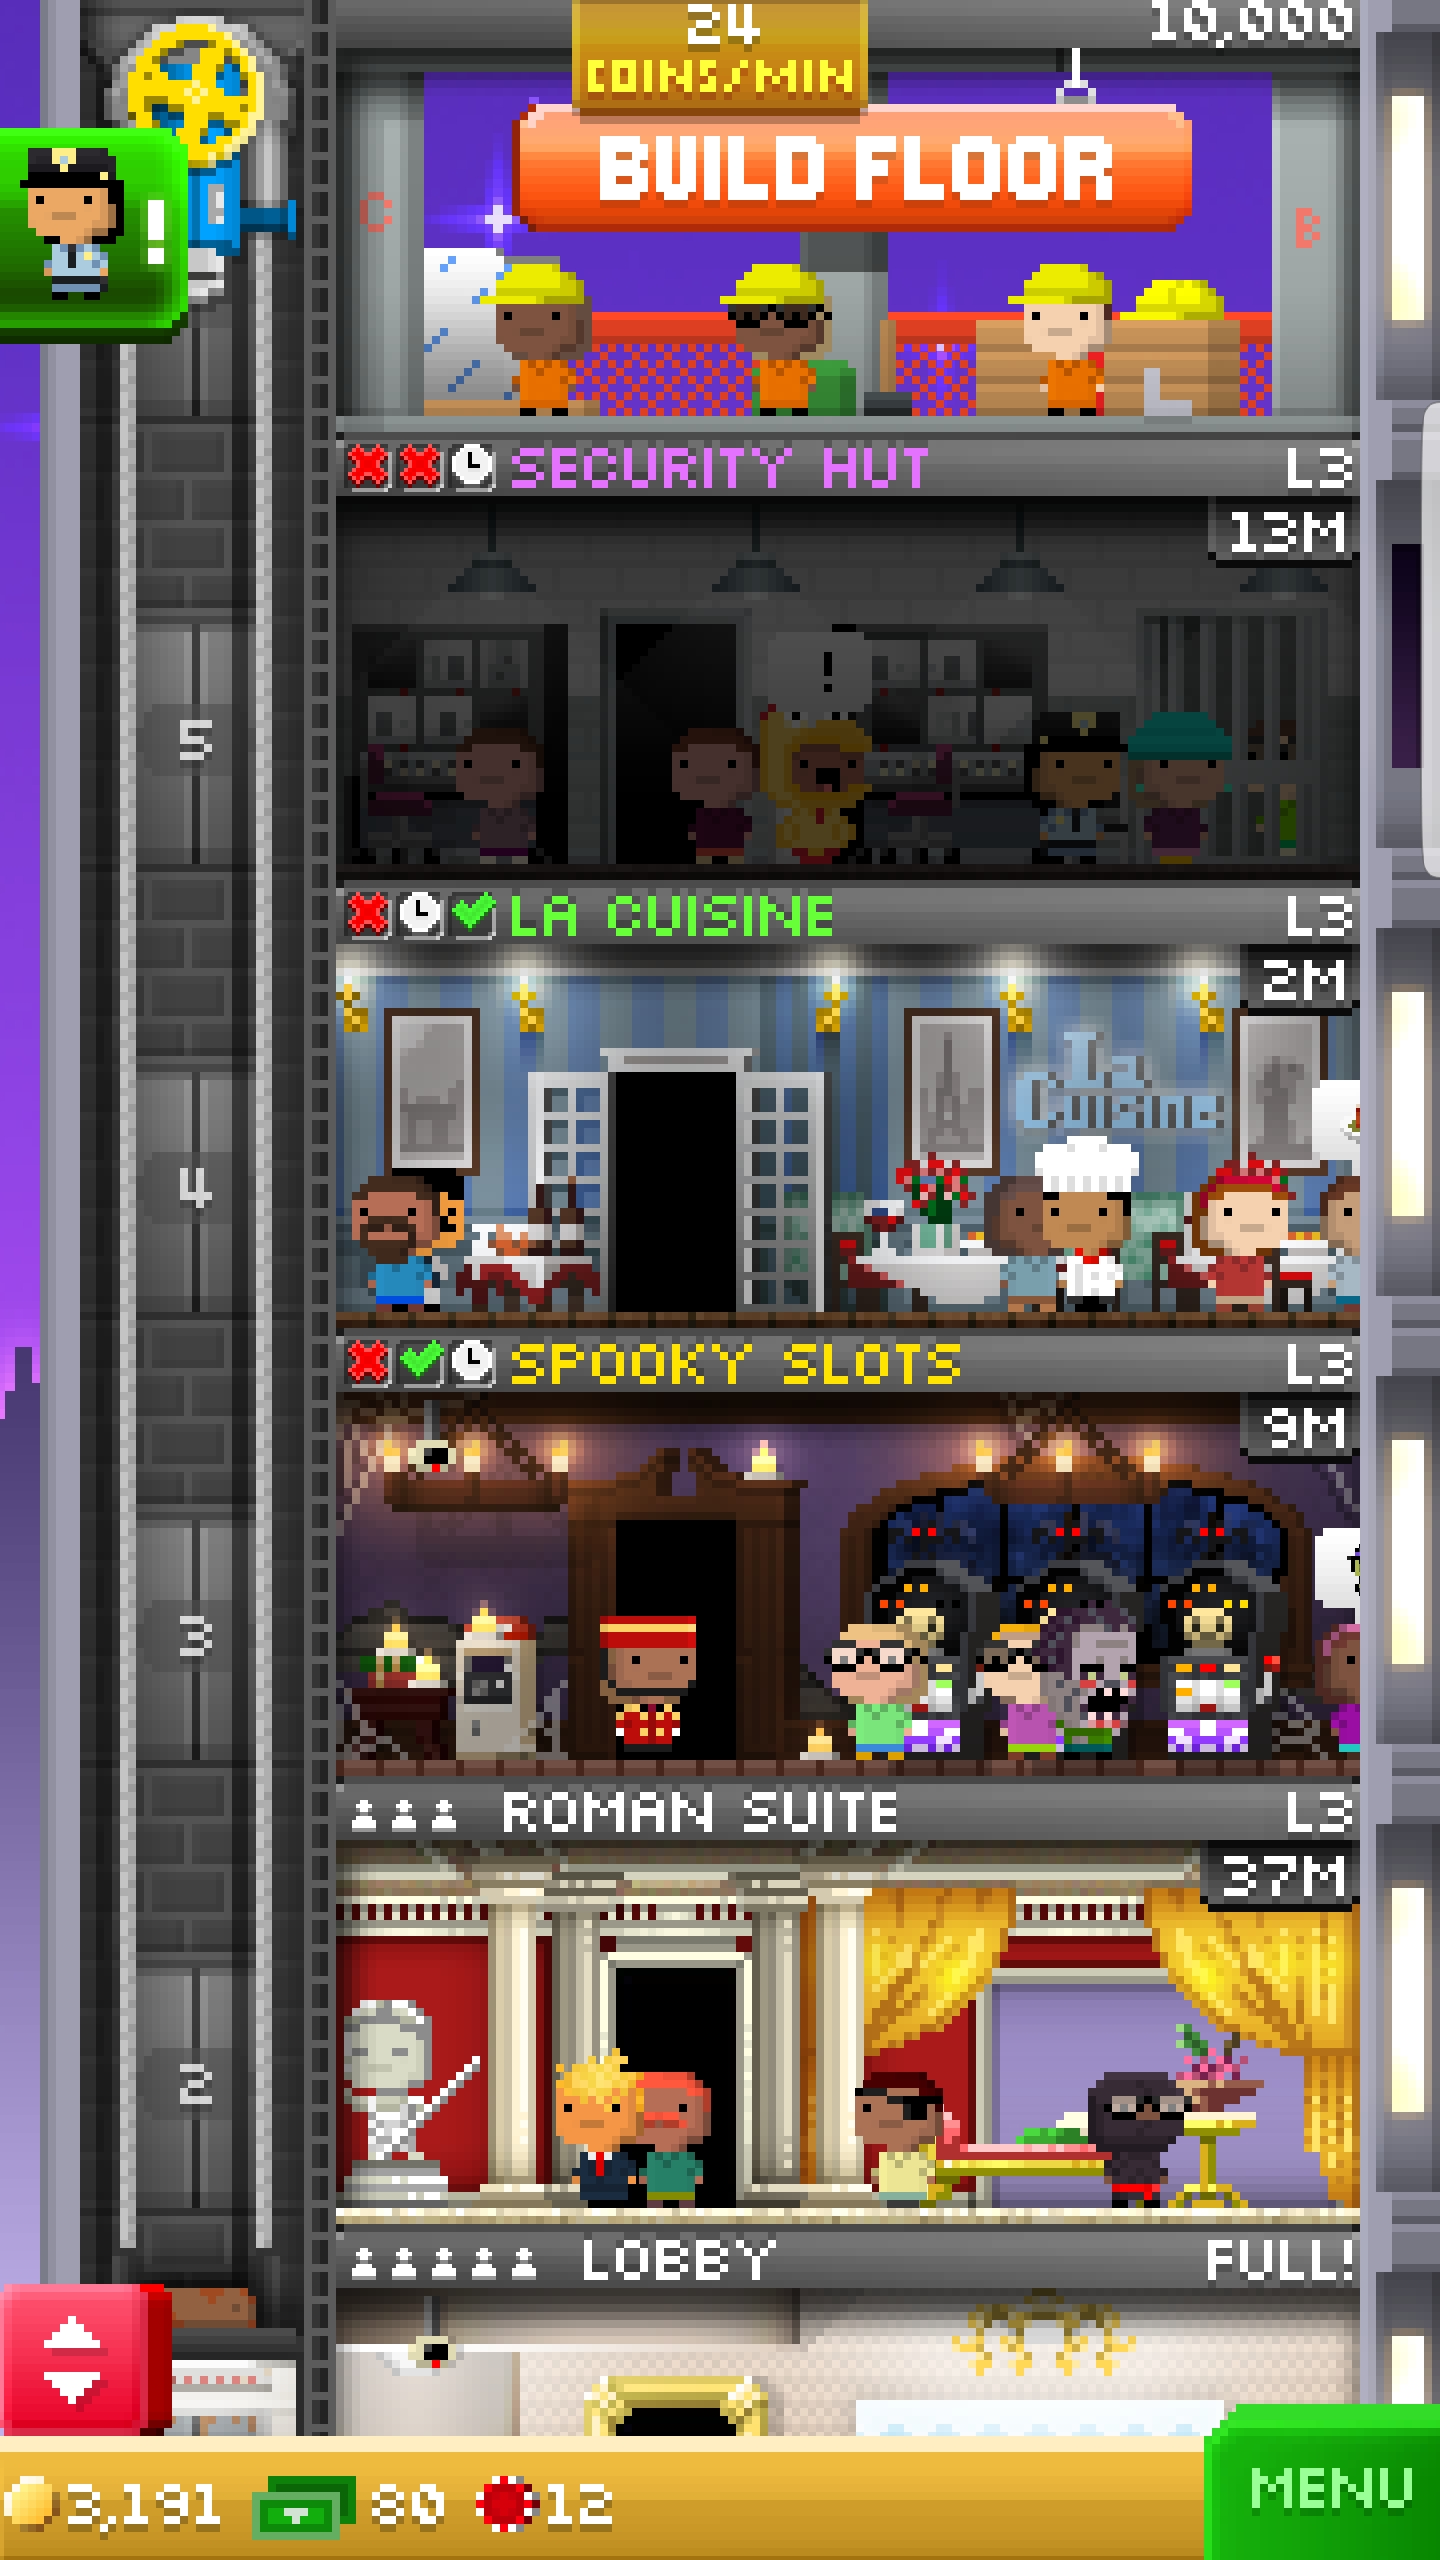 24
10,000
COINS/MIN
BUILD FLOOR
C
B
!
SECURITY HUT L3
13M
!
5
LA CUISINE L3
2M
La
Cuisine
4
SPOOKY SLOTS L3
9M
3
ROMAN SUITE L3
37M
2
LOBBY FULL!
3,191 80 12
MENU